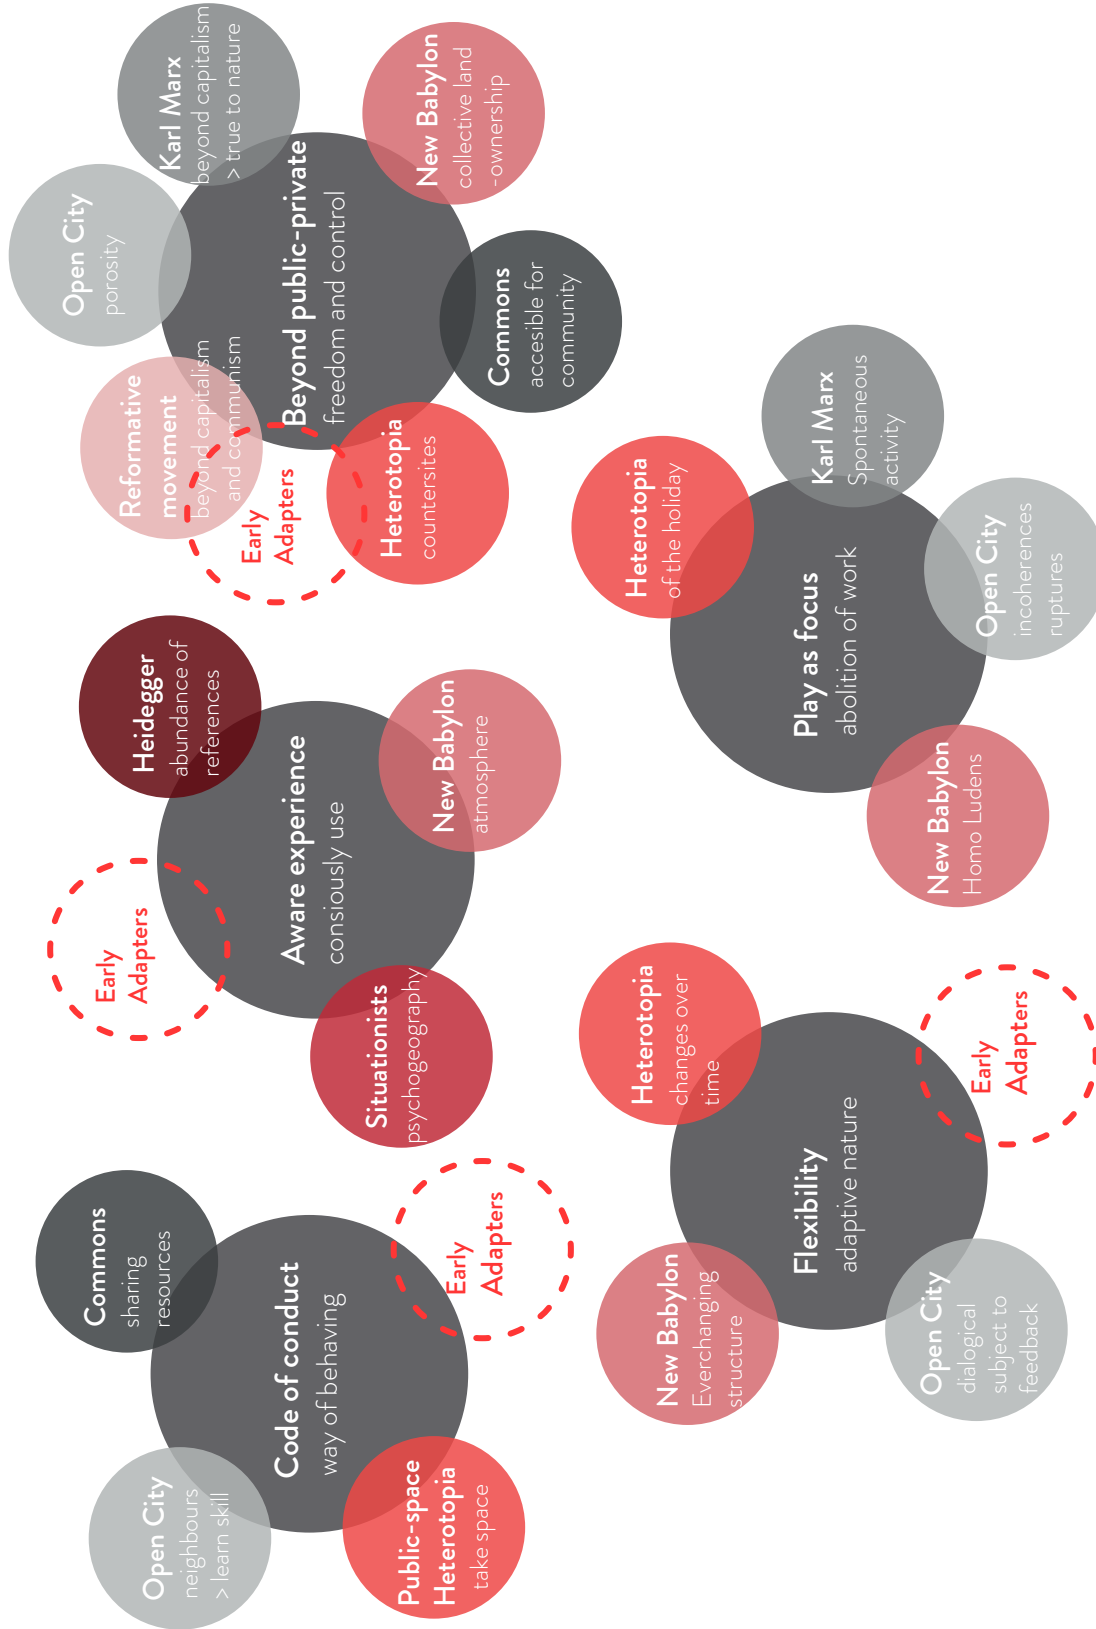 Open City
neighbours
> learn skill
Commons
sharing
resources
Code of conduct
way of behaving
Public-space
Heterotopia
take space
Early
Adapters
Early
Adapters
Heidegger
abundance of
references
Aware experience
consiously use
Situationists
psychogeography
New Babylon
atmosphere
Reformative
movement
beyond capitalism
and communism
Open City
porosity
Karl Marx
beyond capitalism
> true to nature
Early
Adapters
Beyond public-private
freedom and control
Heterotopia
countersites
Commons
accesible for
community
New Babylon
collective land
-ownership
New Babylon
Everchanging
structure
Heterotopia
changes over
time
Flexibility
adaptive nature
Open City
dialogical
subject to
feedback
Early
Adapters
Heterotopia
of the holiday
Karl Marx
Spontaneous
activity
Play as focus
abolition of work
New Babylon
Homo Ludens
Open City
incoherences
ruptures